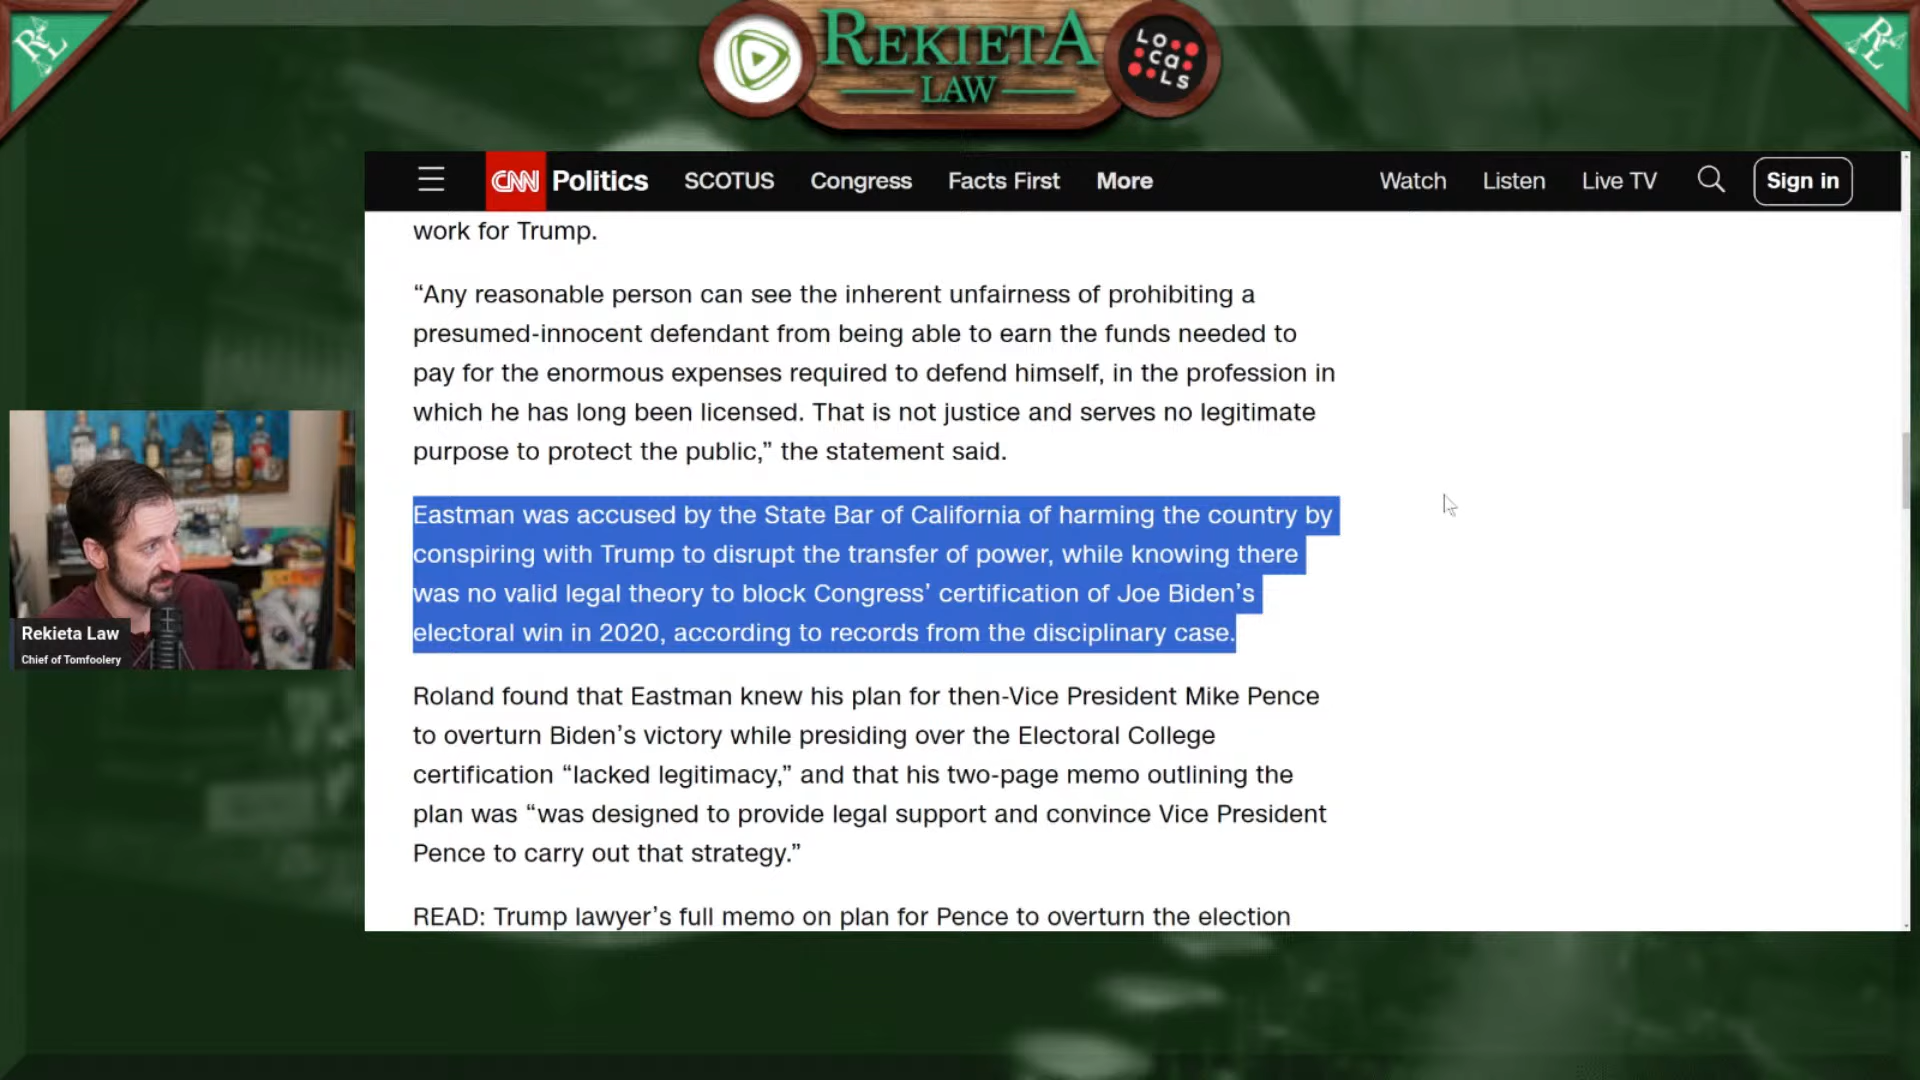 REKIETA
LAW
LOcaLS
RL
RL
CNN Politics SCOTUS Congress Facts First More Watch Listen Live TV Sign in
work for Trump.
“Any reasonable person can see the inherent unfairness of prohibiting a
presumed-innocent defendant from being able to earn the funds needed to
pay for the enormous expenses required to defend himself, in the profession in
which he has long been licensed. That is not justice and serves no legitimate
purpose to protect the public,” the statement said.
Eastman was accused by the State Bar of California of harming the country by
conspiring with Trump to disrupt the transfer of power, while knowing there
was no valid legal theory to block Congress’ certification of Joe Biden’s
electoral win in 2020, according to records from the disciplinary case.
Roland found that Eastman knew his plan for then-Vice President Mike Pence
to overturn Biden’s victory while presiding over the Electoral College
certification “lacked legitimacy,” and that his two-page memo outlining the
plan was “was designed to provide legal support and convince Vice President
Pence to carry out that strategy.”
READ: Trump lawyer’s full memo on plan for Pence to overturn the election
Rekieta Law
Chief of Tomfoolery